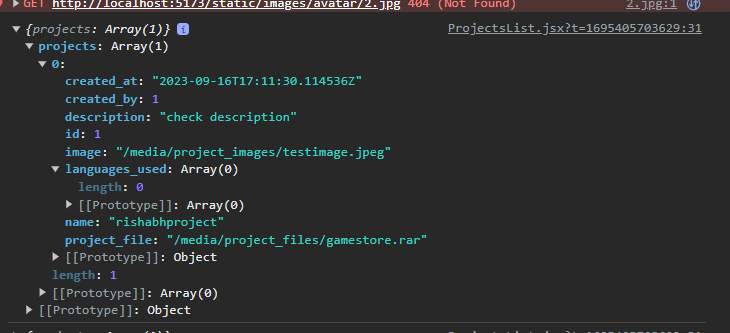 GET http://localhost:5173/static/images/avatar/2.jpg 404 (Not Found) 2.jpg:1
{projects: Array(1)} i ProjectsList.jsx?t=1695405703629:31
projects: Array(1)
0:
created_at: "2023-09-16T17:11:30.114536Z"
created_by: 1
description: "check description"
id: 1
image: "/media/project_images/testimage.jpeg"
languages_used: Array(0)
length: 0
[[Prototype]]: Array(0)
name: "rishabhproject"
project_file: "/media/project_files/gamestore.rar"
[[Prototype]]: Object
length: 1
[[Prototype]]: Array(0)
[[Prototype]]: Object